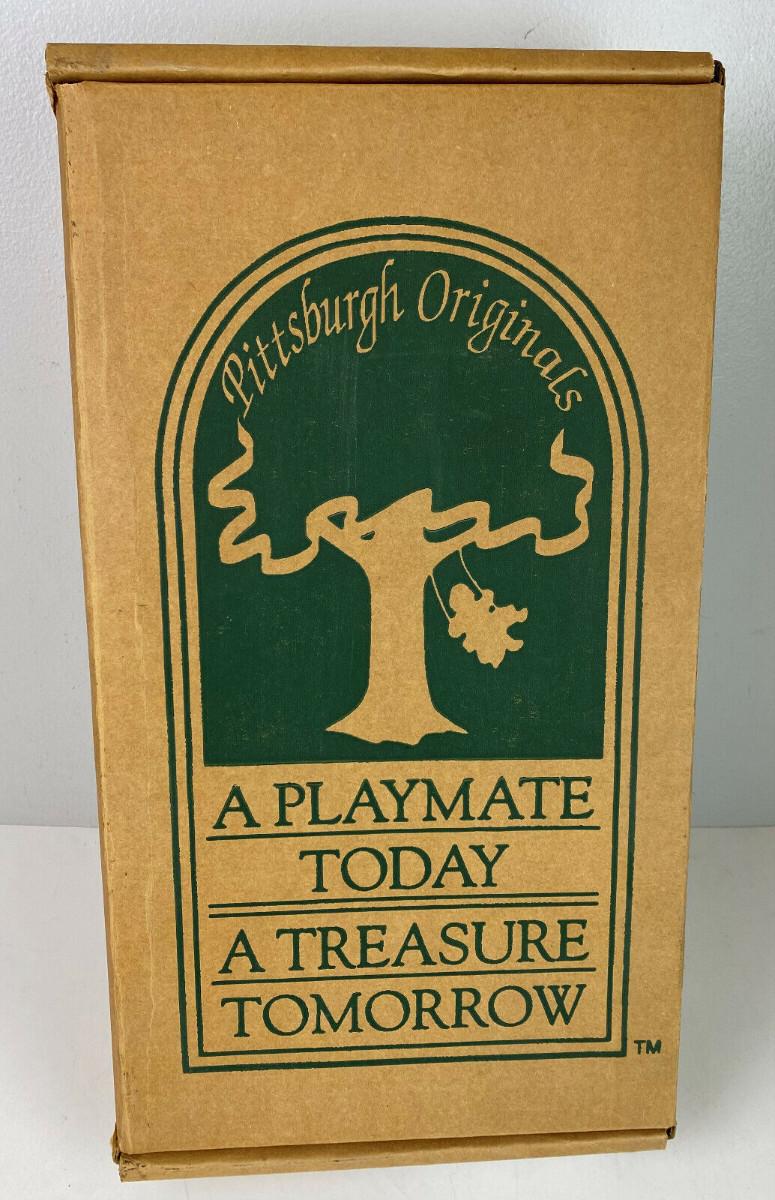 Pittsburgh Originals
A PLAYMATE
TODAY
A TREASURE
TOMORROW
TM